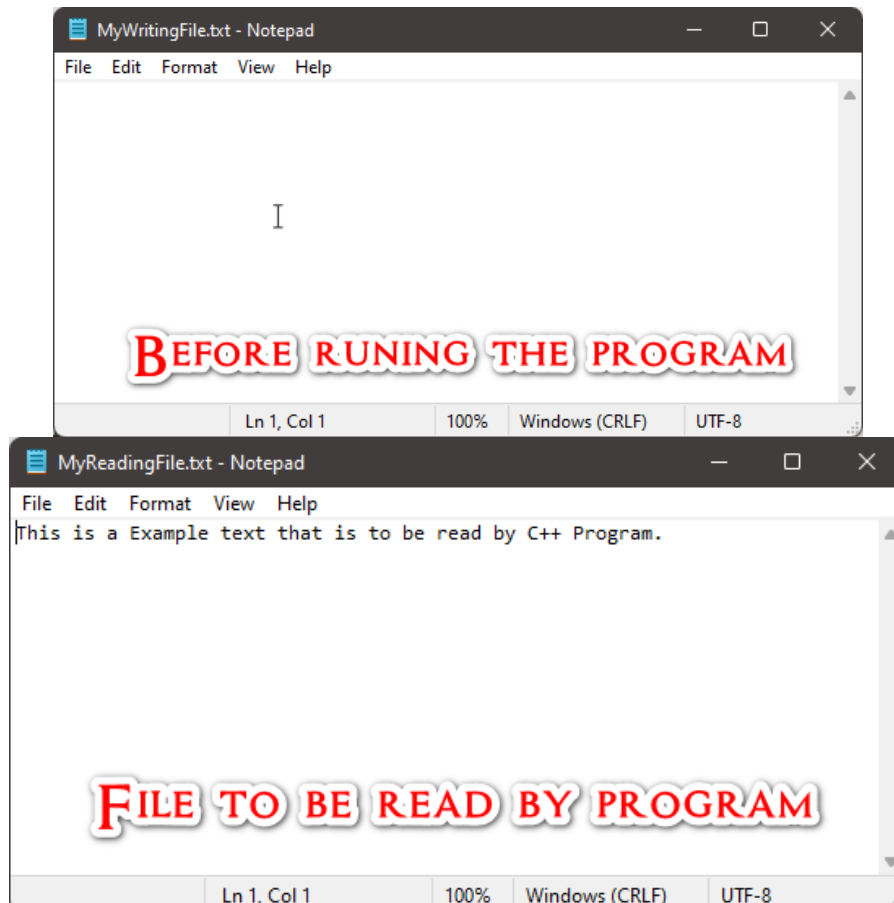 MyWritingFile.txt - Notepad
File Edit Format View Help
BEFORE RUNING THE PROGRAM
Ln 1, Col 1 100% Windows (CRLF) UTF-8
MyReadingFile.txt - Notepad
File Edit Format View Help
This is a Example text that is to be read by C++ Program.
FILE TO BE READ BY PROGRAM
Ln 1, Col 1 100% Windows (CRLF) UTF-8